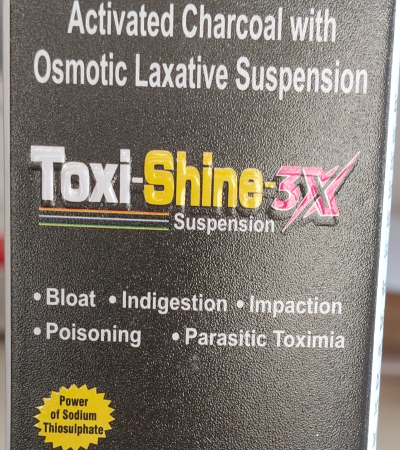 Activated Charcoal with
Osmotic Laxative Suspension
Toxi-Shine-3X
Suspension
• Bloat • Indigestion • Impaction
• Poisoning • Parasitic Toximia
Power
of Sodium
Thiosulphate